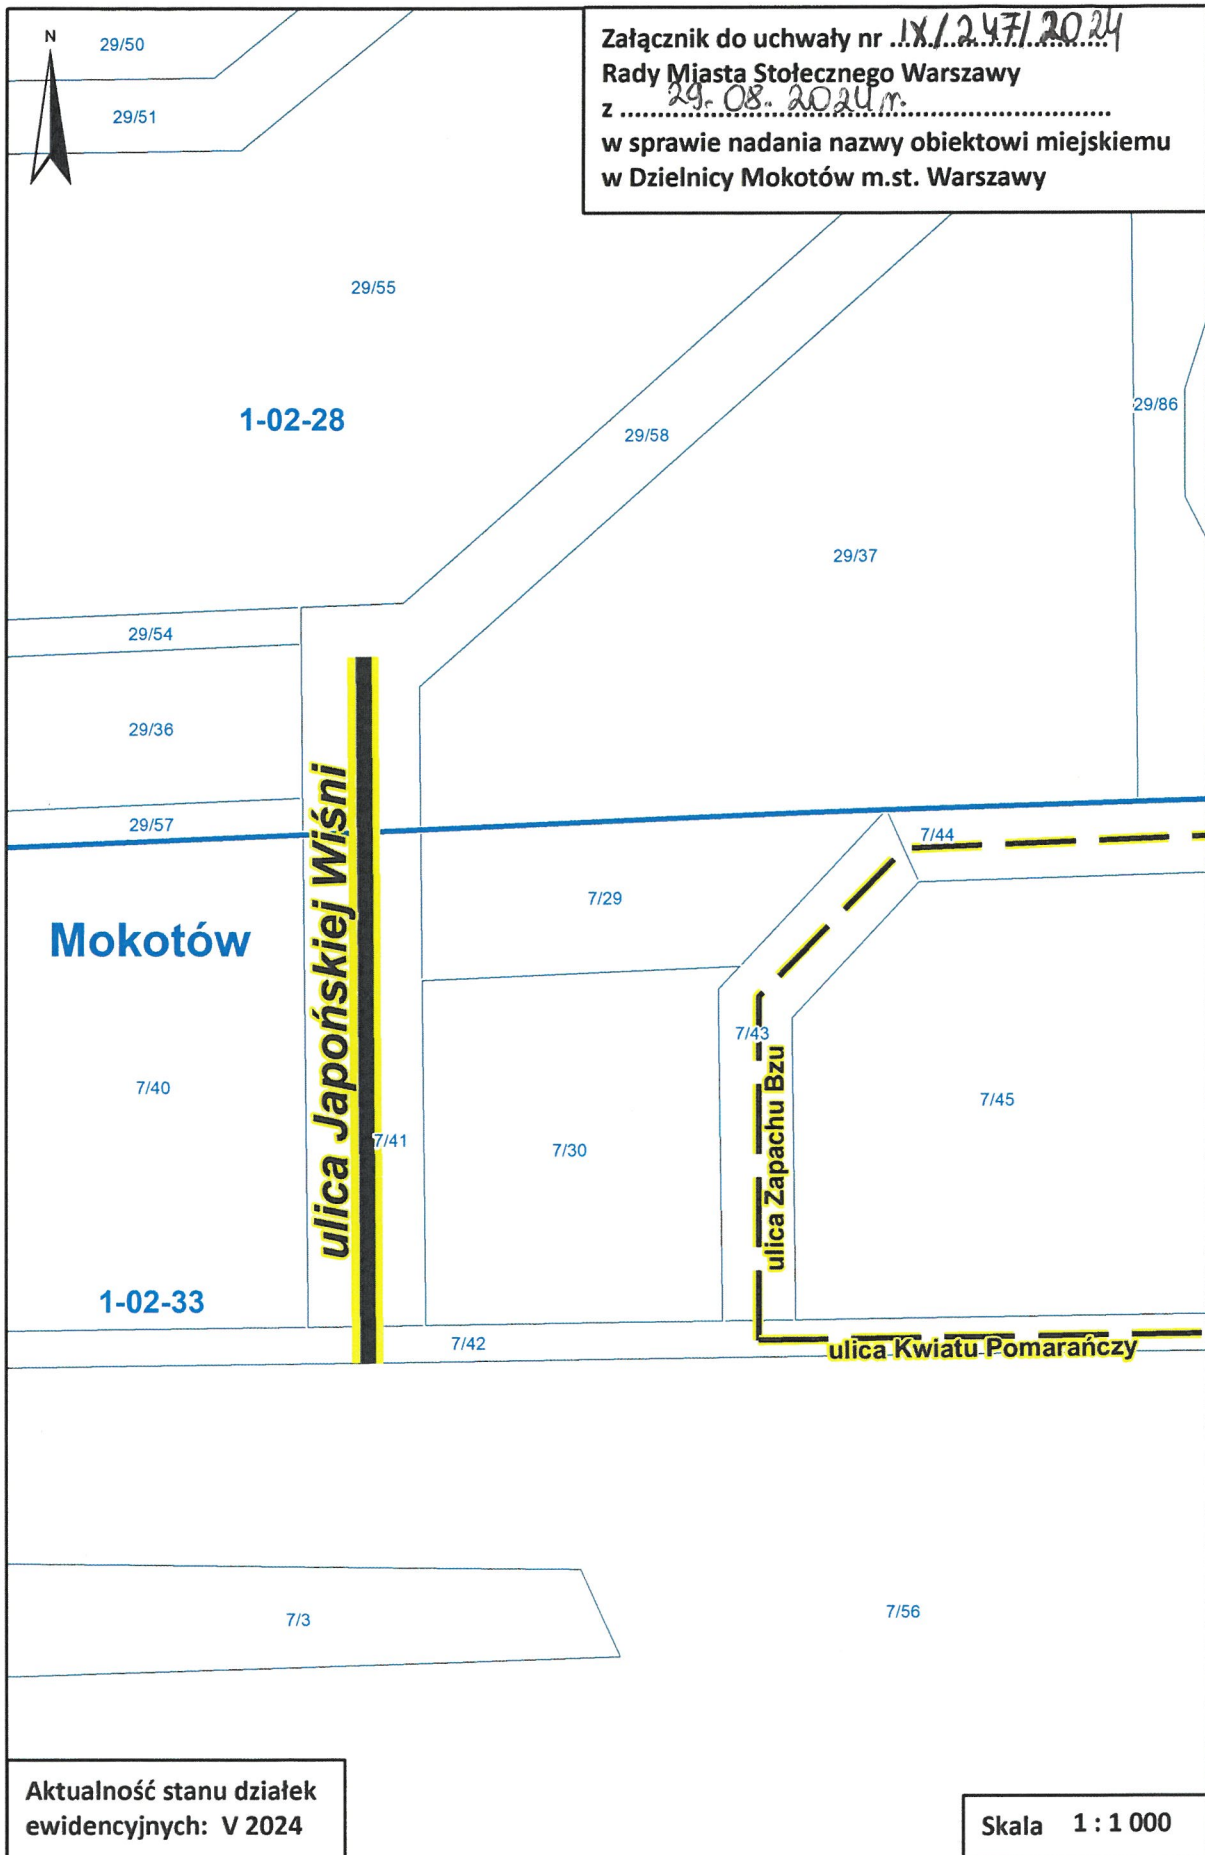 N
29/50
29/51
Załącznik do uchwały nr IX/247/2024
Rady Miasta Stołecznego Warszawy
z 29.08.2024 r.
w sprawie nadania nazwy obiektowi miejskiemu
w Dzielnicy Mokotów m.st. Warszawy
29/55
1-02-28
29/58
29/86
29/37
29/54
29/36
29/57
ulica Japońskiej Wiśni
7/44
7/29
Mokotów
7/43
ulica Zapachu Bzu
7/40
7/41
7/30
7/45
1-02-33
7/42
ulica Kwiatu Pomarańczy
7/3
7/56
Aktualność stanu działek
ewidencyjnych: V 2024
Skala 1 : 1 000